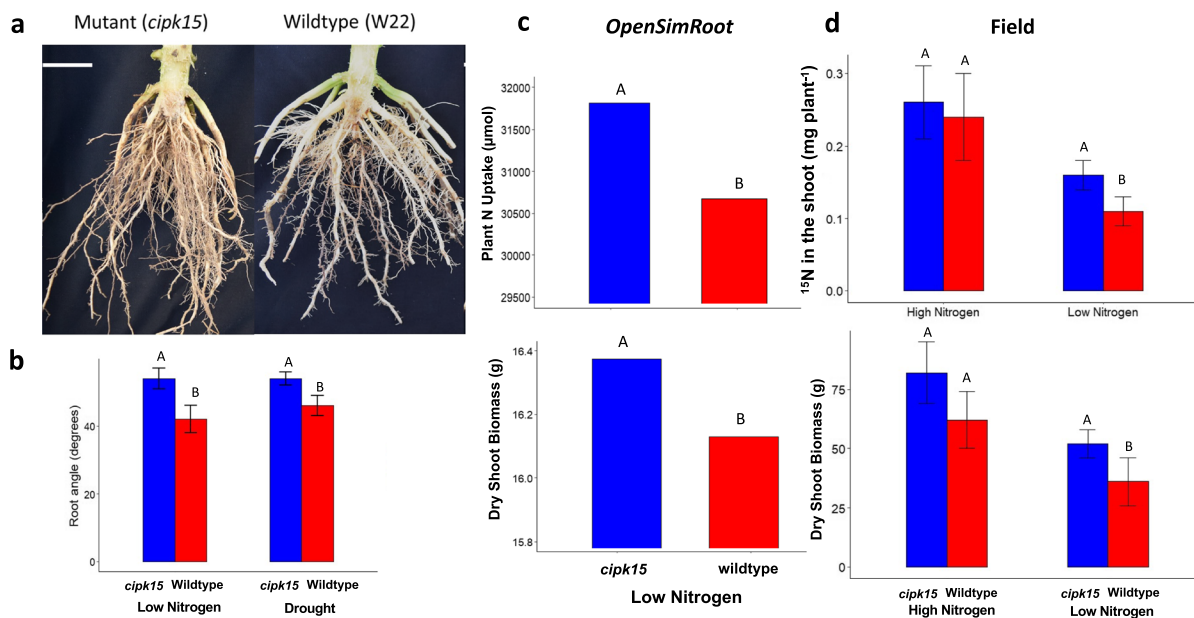 a
Mutant (cipk15)
Wildtype (W22)
b
Root angle (degrees)
40
20
0
A
B
A
B
cipk15 Wildtype
cipk15 Wildtype
Low Nitrogen
Drought
c
OpenSimRoot
Plant N Uptake (µmol)
32000
31500
31000
30500
30000
29500
A
B
Dry Shoot Biomass (g)
16.4
16.2
16.0
15.8
A
B
cipk15
wildtype
Low Nitrogen
d
Field
¹⁵N in the shoot (mg plant⁻¹)
0.3
0.2
0.1
0.0
A
A
A
B
High Nitrogen
Low Nitrogen
Dry Shoot Biomass (g)
75
50
25
0
A
A
A
B
cipk15 Wildtype
cipk15 Wildtype
High Nitrogen
Low Nitrogen